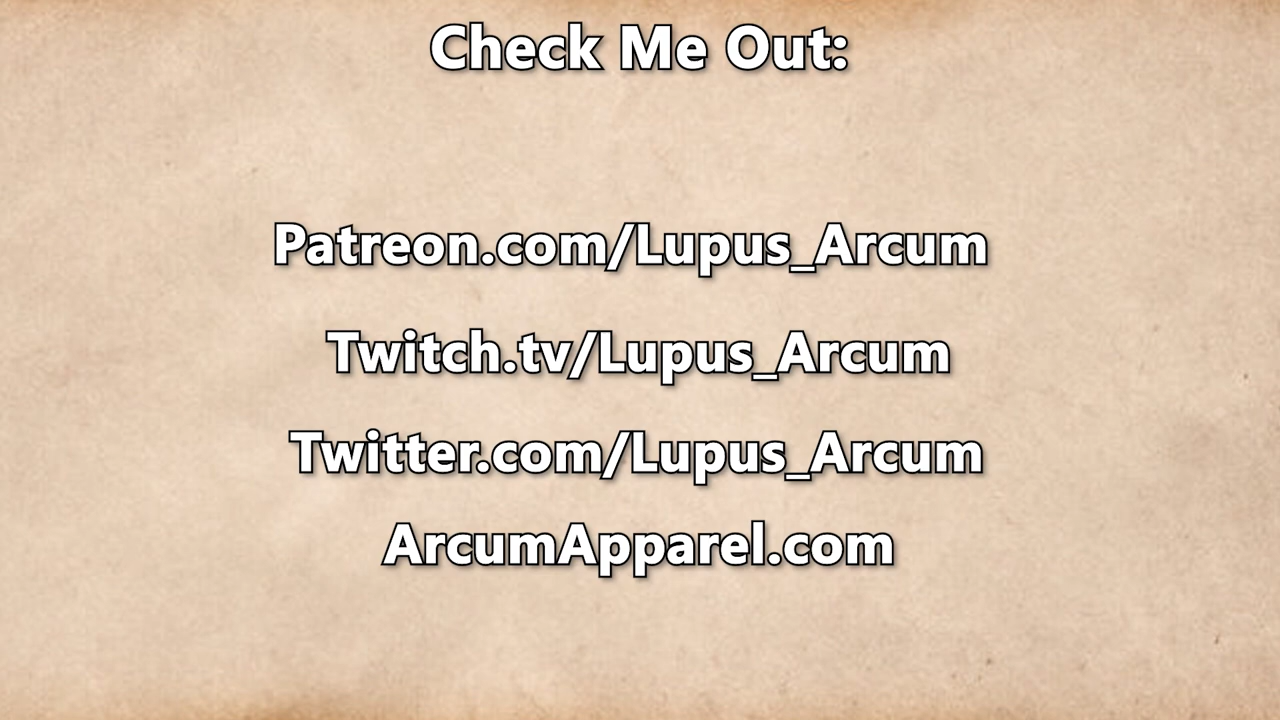 Check Me Out:
Patreon.com/Lupus_Arcum
Twitch.tv/Lupus_Arcum
Twitter.com/Lupus_Arcum
ArcumApparel.com